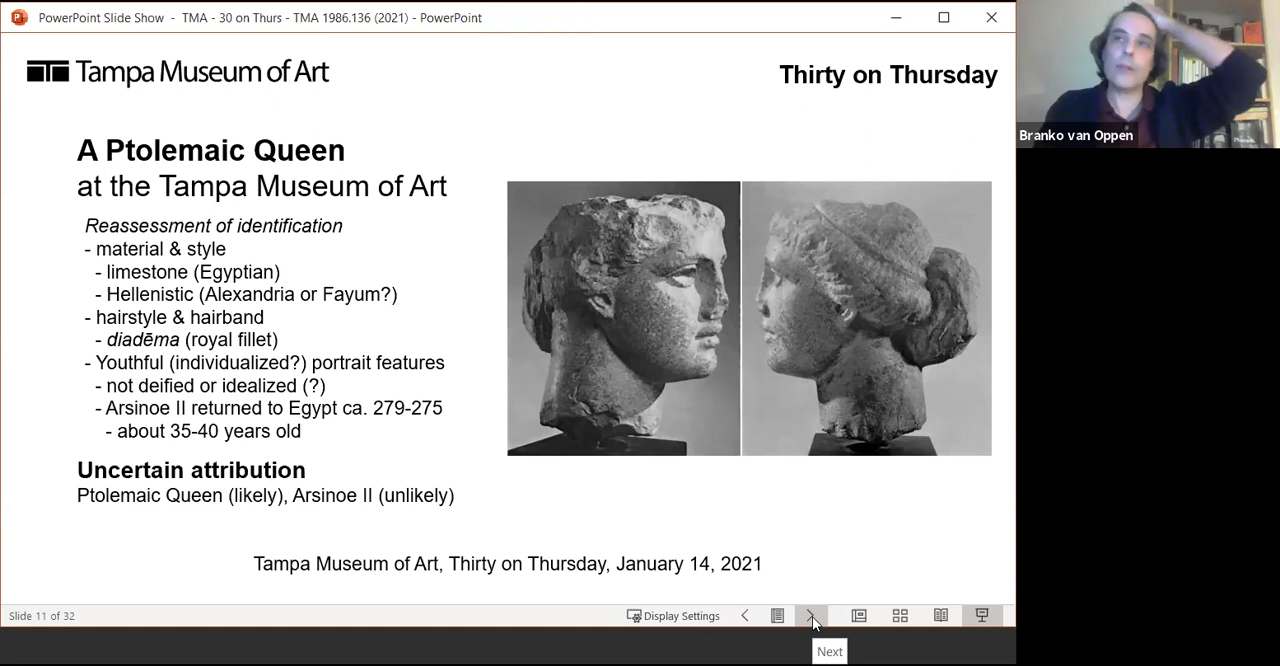 PowerPoint Slide Show - TMA - 30 on Thurs - TMA 1986.136 (2021) - PowerPoint
Tampa Museum of Art
Thirty on Thursday
Branko van Oppen
A Ptolemaic Queen
at the Tampa Museum of Art
Reassessment of identification
- material & style
- limestone (Egyptian)
- Hellenistic (Alexandria or Fayum?)
- hairstyle & hairband
- diadēma (royal fillet)
- Youthful (individualized?) portrait features
- not deified or idealized (?)
- Arsinoe II returned to Egypt ca. 279-275
- about 35-40 years old
Uncertain attribution
Ptolemaic Queen (likely), Arsinoe II (unlikely)
Tampa Museum of Art, Thirty on Thursday, January 14, 2021
Slide 11 of 32
Display Settings
Next